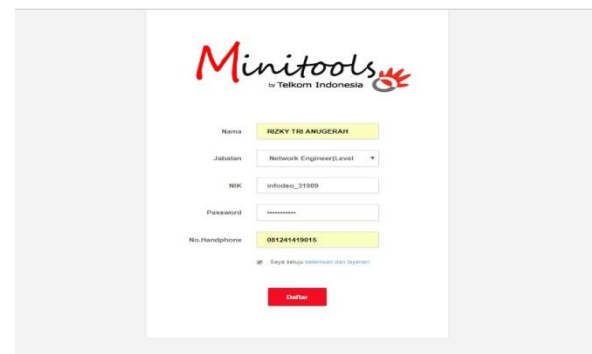 Minitools
by Telkom Indonesia
Nama RIZKY TRI ANUGERAH
Jabatan Network Engineer(Level
NIK infodso_31989
Password ••••••••••
No.Handphone 081241419015
Saya setuju ketentuan dan layanan
Daftar